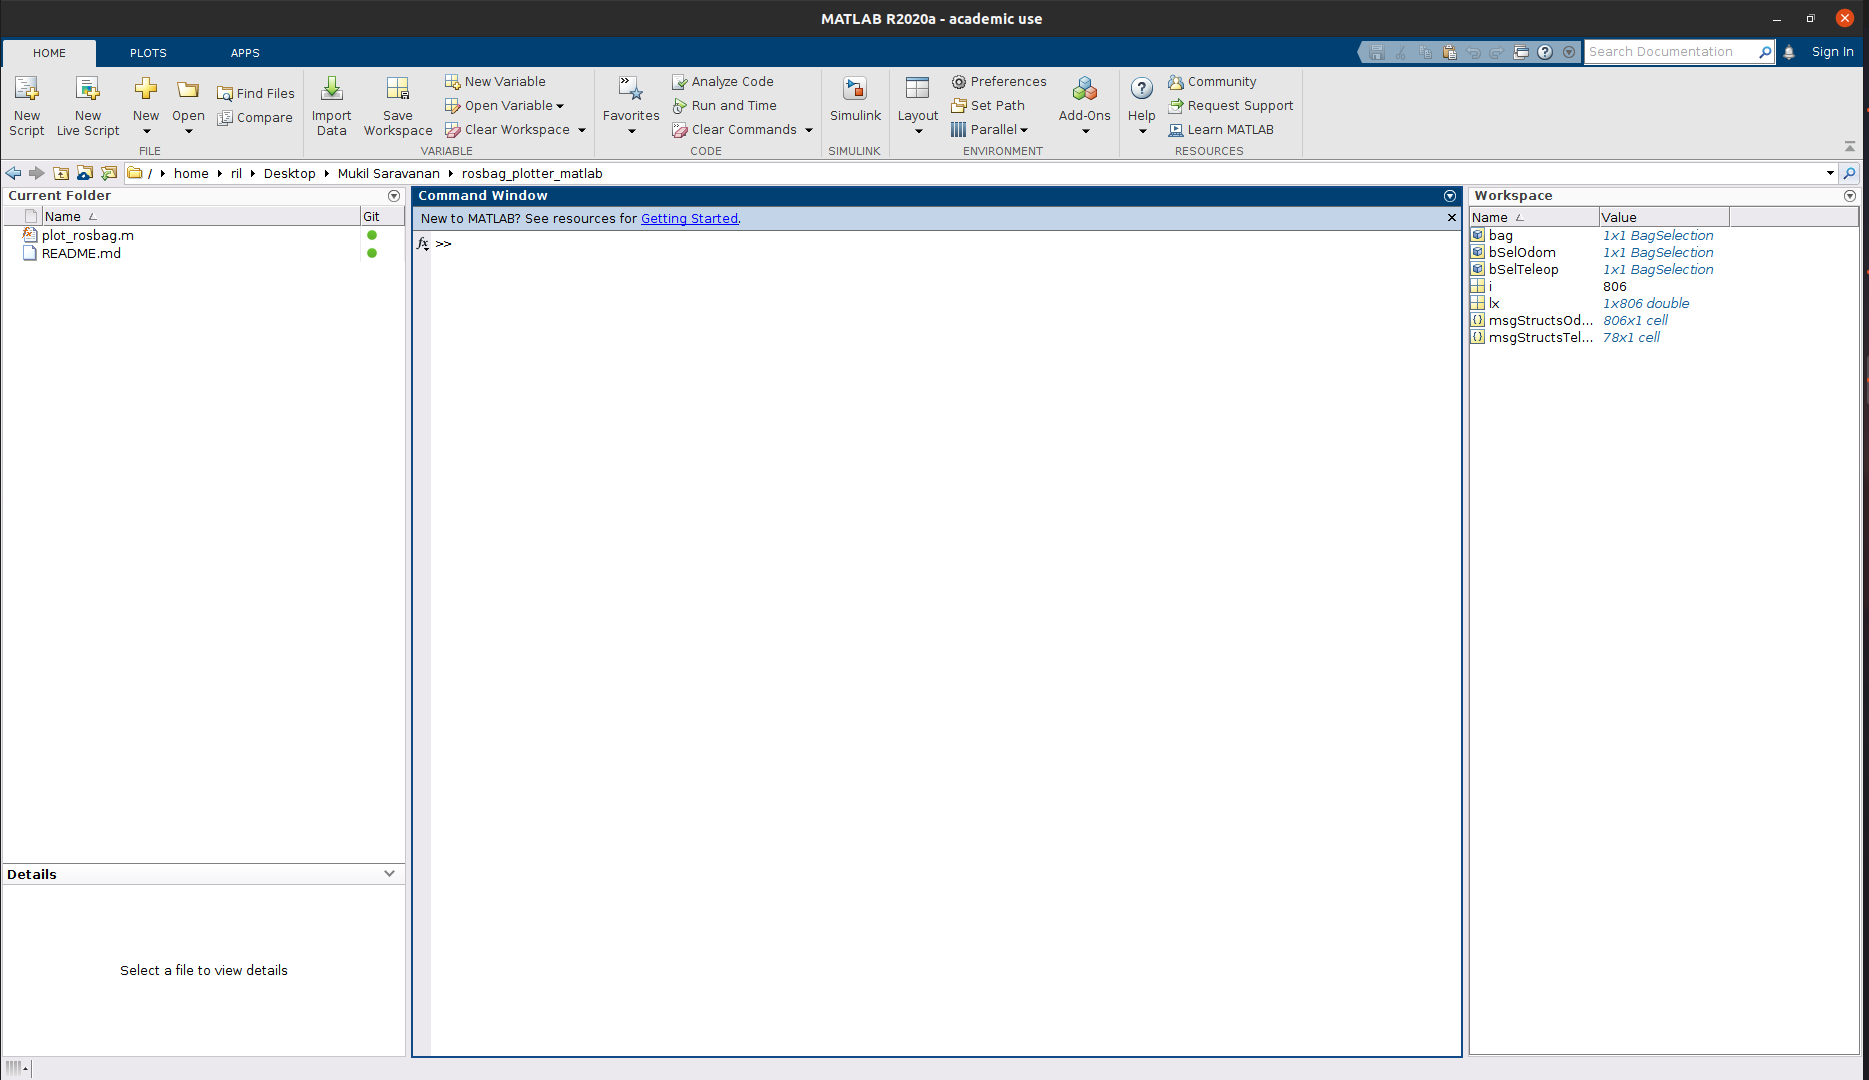 MATLAB R2020a - academic use
HOME PLOTS APPS
Search Documentation
Sign In
New Script
New Live Script
New
Open
Find Files
Compare
FILE
Import Data
Save Workspace
New Variable
Open Variable
Clear Workspace
VARIABLE
Favorites
Analyze Code
Run and Time
Clear Commands
CODE
Simulink
SIMULINK
Layout
Preferences
Set Path
Parallel
Add-Ons
ENVIRONMENT
Help
Community
Request Support
Learn MATLAB
RESOURCES
/ home ril Desktop Mukil Saravanan rosbag_plotter_matlab
Current Folder
Name Git
plot_rosbag.m
README.md
Details
Select a file to view details
Command Window
New to MATLAB? See resources for Getting Started.
fx >>
Workspace
Name Value
bag 1x1 BagSelection
bSelOdom 1x1 BagSelection
bSelTeleop 1x1 BagSelection
i 806
lx 1x806 double
msgStructsOd... 806x1 cell
msgStructsTel... 78x1 cell